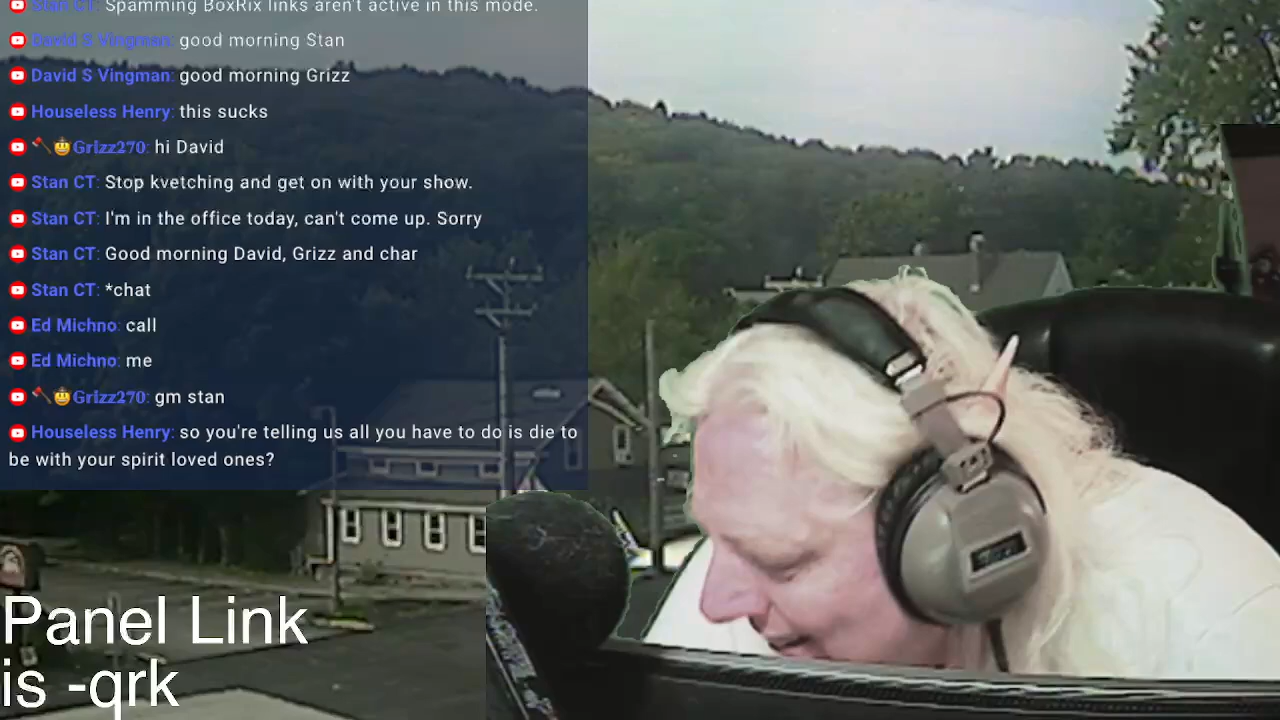 Stan CT: Spamming BoxRix links aren't active in this mode.
David S Vingman: good morning Stan
David S Vingman: good morning Grizz
Houseless Henry: this sucks
Grizz270: hi David
Stan CT: Stop kvetching and get on with your show.
Stan CT: I'm in the office today, can't come up. Sorry
Stan CT: Good morning David, Grizz and char
Stan CT: *chat
Ed Michno: call
Ed Michno: me
Grizz270: gm stan
Houseless Henry: so you're telling us all you have to do is die to
be with your spirit loved ones?
Panel Link
is -qrk